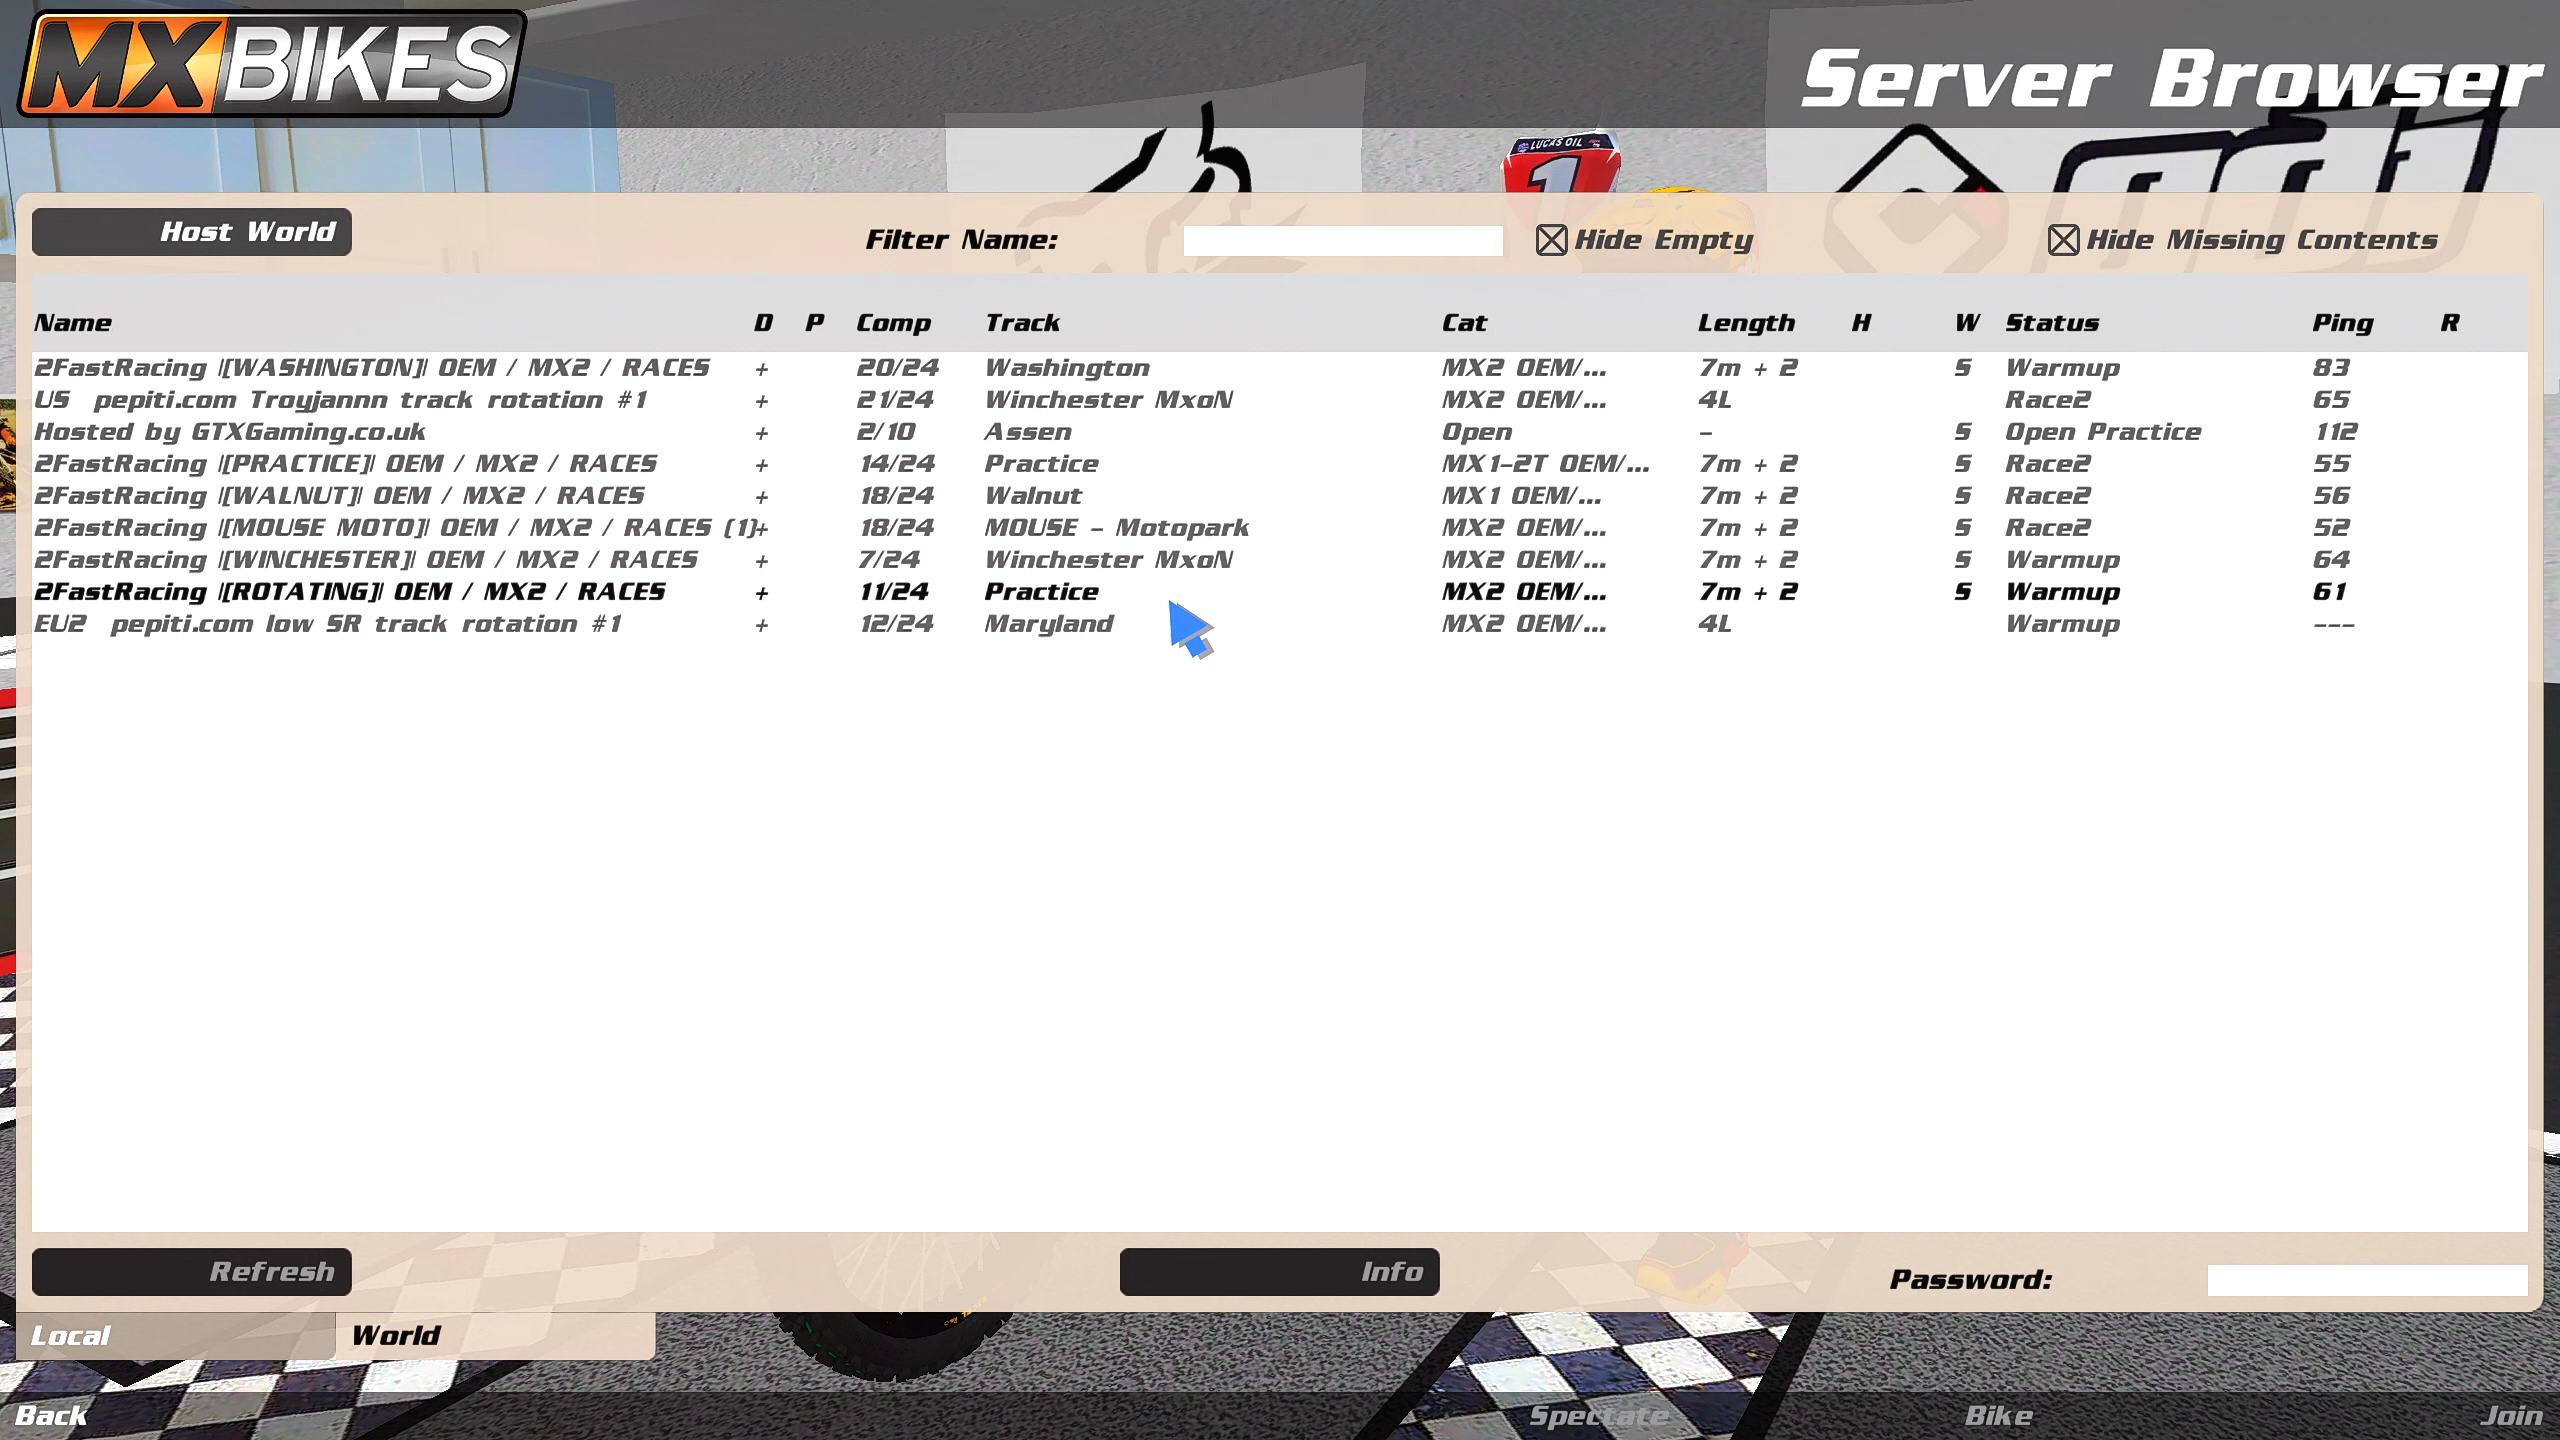 MXBIKES
Server Browser
LUCAS OIL
1
Host World
Filter Name:
Hide Empty
Hide Missing Contents
Name D P Comp Track Cat Length H W Status Ping R
2FastRacing |[WASHINGTON]| OEM / MX2 / RACES + 20/24 Washington MX2 OEM/... 7m + 2 S Warmup 83
US pepiti.com Troyjannn track rotation #1 + 21/24 Winchester MxoN MX2 OEM/... 4L Race2 65
Hosted by GTXGaming.co.uk + 2/10 Assen Open - S Open Practice 112
2FastRacing |[PRACTICE]| OEM / MX2 / RACES + 14/24 Practice MX1-2T OEM/... 7m + 2 S Race2 55
2FastRacing |[WALNUT]| OEM / MX2 / RACES + 18/24 Walnut MX1 OEM/... 7m + 2 S Race2 56
2FastRacing |[MOUSE MOTO]| OEM / MX2 / RACES (1)+ 18/24 MOUSE - Motopark MX2 OEM/... 7m + 2 S Race2 52
2FastRacing |[WINCHESTER]| OEM / MX2 / RACES + 7/24 Winchester MxoN MX2 OEM/... 7m + 2 S Warmup 64
2FastRacing |[ROTATING]| OEM / MX2 / RACES + 11/24 Practice MX2 OEM/... 7m + 2 S Warmup 61
EU2 pepiti.com low SR track rotation #1 + 12/24 Maryland MX2 OEM/... 4L Warmup ---
Refresh
Info
Password:
Local
World
Back
Spectate
Bike
Join